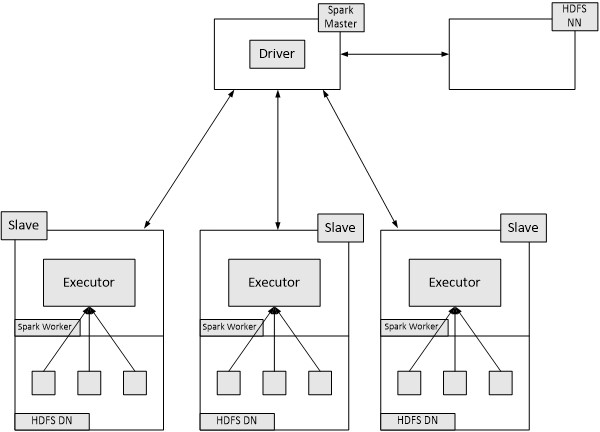 Spark
Master
HDFS
NN
Driver
Slave
Slave
Slave
Executor
Executor
Executor
Spark Worker
Spark Worker
Spark Worker
HDFS DN
HDFS DN
HDFS DN